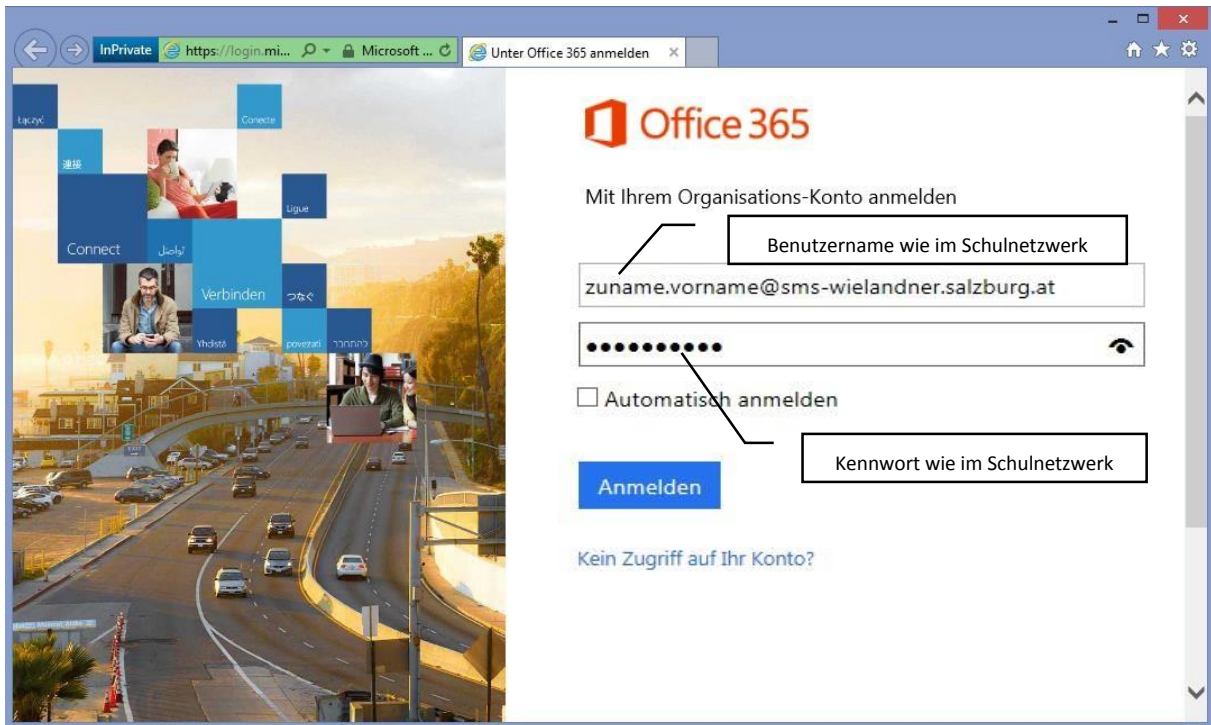 InPrivate
https://login.mi...
Microsoft ...
Unter Office 365 anmelden
Łączyć
Conecte
連接
Ligue
Connect
تواصل
Verbinden
つなぐ
Yhdistä
povezati
להתחבר
Office 365
Mit Ihrem Organisations-Konto anmelden
Benutzername wie im Schulnetzwerk
zuname.vorname@sms-wielandner.salzburg.at
Automatisch anmelden
Kennwort wie im Schulnetzwerk
Anmelden
Kein Zugriff auf Ihr Konto?